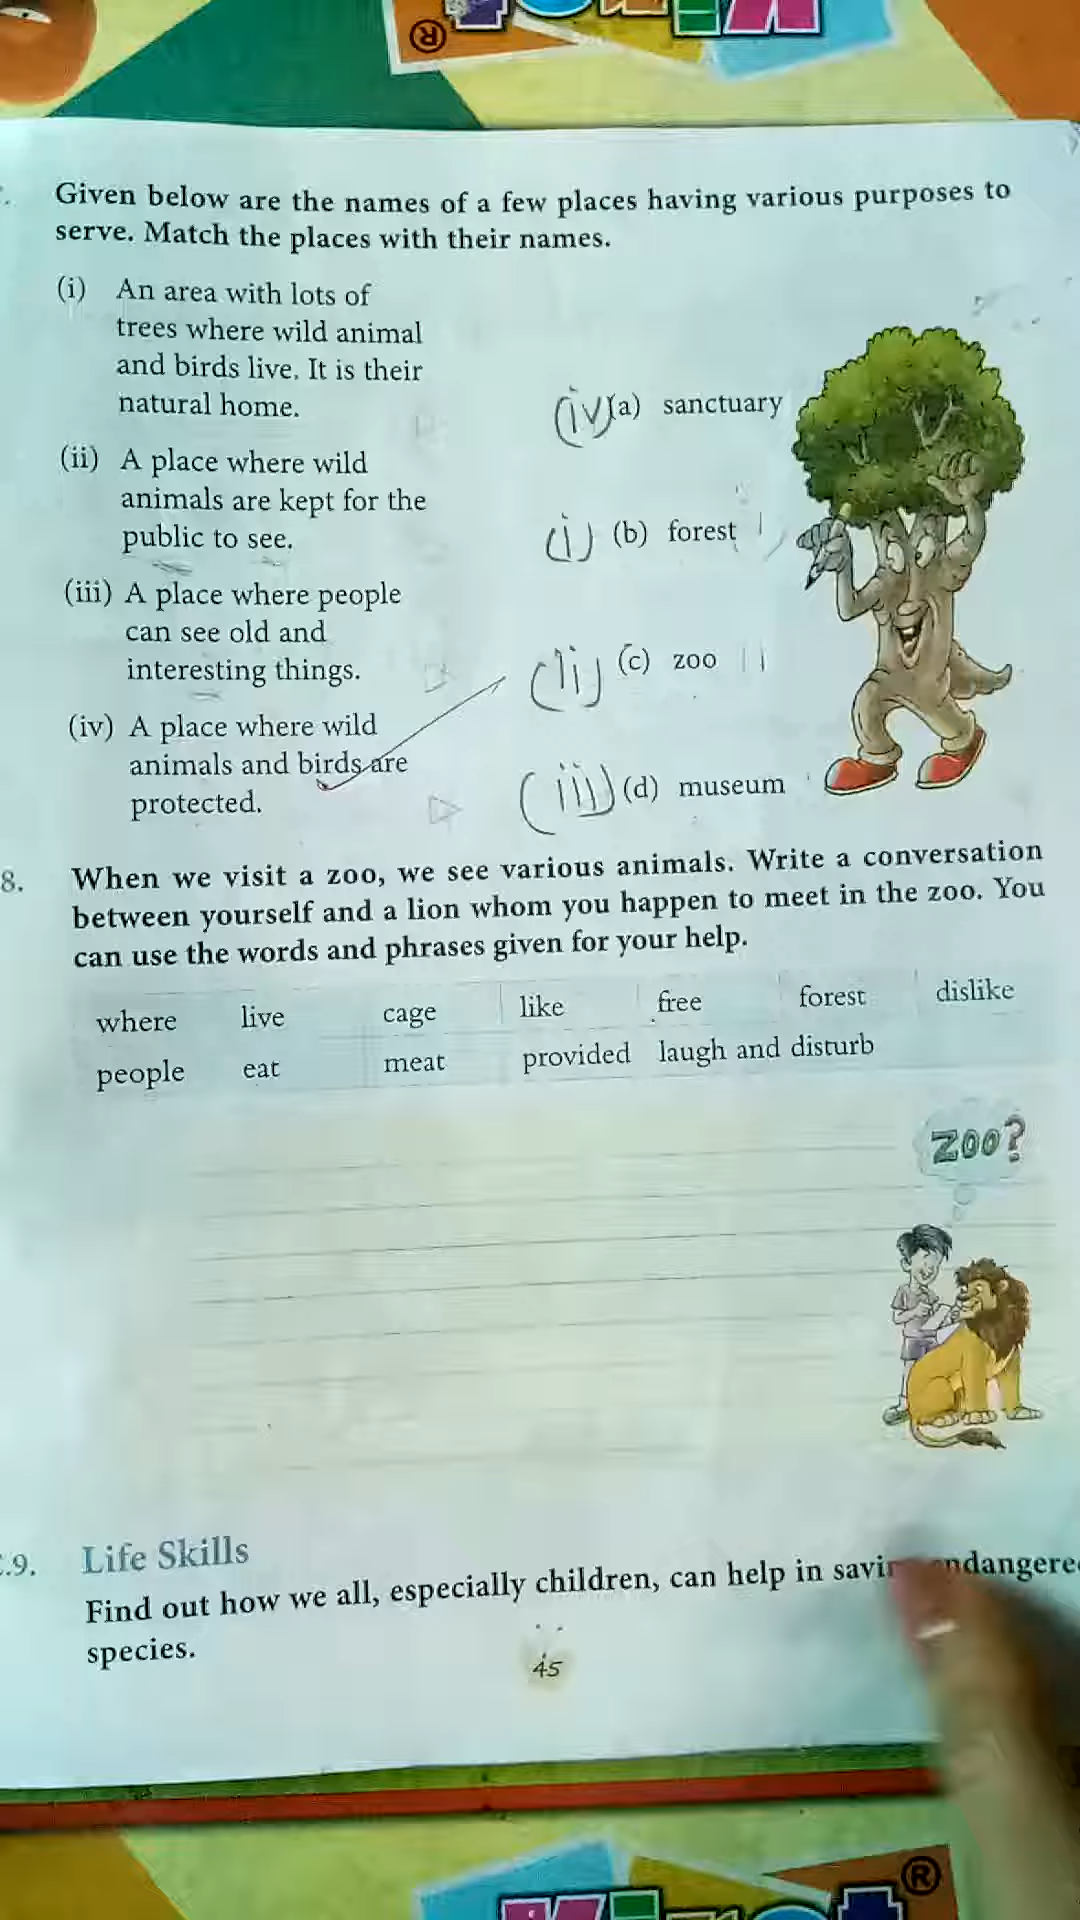 Given below are the names of a few places having various purposes to
serve. Match the places with their names.
(i) An area with lots of
trees where wild animal
and birds live. It is their
natural home.
(iv) (a) sanctuary
(ii) A place where wild
animals are kept for the
public to see.
(i) (b) forest
(iii) A place where people
can see old and
interesting things.
(ii) (c) zoo
(iv) A place where wild
animals and birds are
protected.
(iii) (d) museum
8. When we visit a zoo, we see various animals. Write a conversation
between yourself and a lion whom you happen to meet in the zoo. You
can use the words and phrases given for your help.
where live cage like free forest dislike
people eat meat provided laugh and disturb
ZOO?
.9. Life Skills
Find out how we all, especially children, can help in
species.
45
®